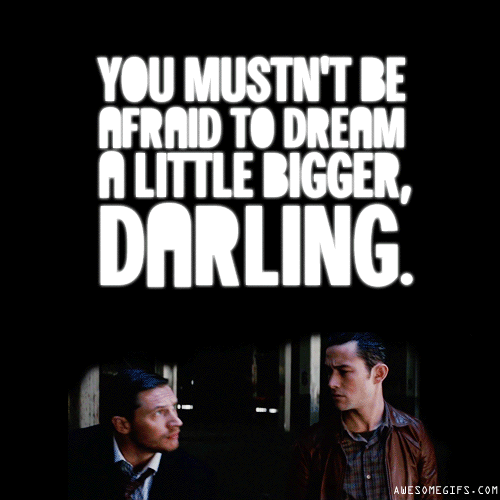 YOU MUSTN'T BE
AFRAID TO DREAM
A LITTLE BIGGER,
DARLING.
AWESOMEGIFS.COM